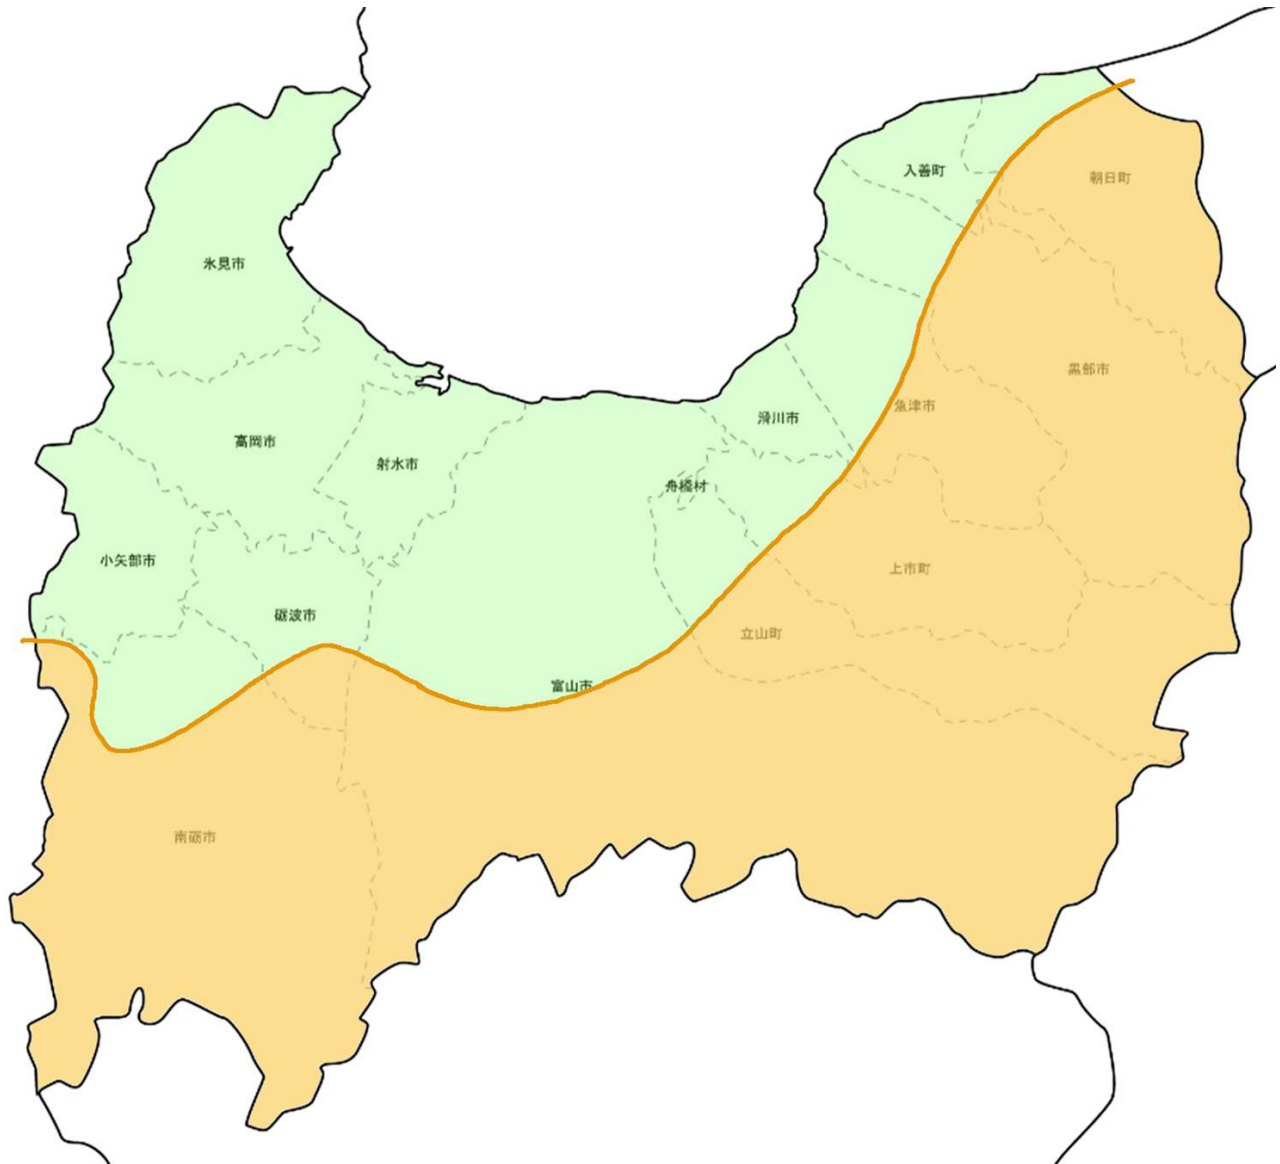 入善町
朝日町
氷見市
黒部市
魚津市
滑川市
高岡市
射水市
舟橋村
小矢部市
上市町
砺波市
立山町
富山市
南砺市